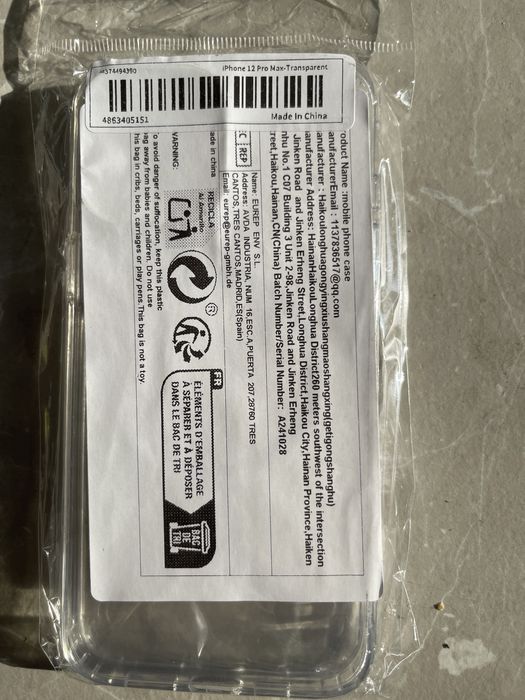 374494390 iPhone 12 Pro Max-Transparent
4863405151 Made In China
oduct Name :mobile phone case
anufacturerEmail : 1137836517@qq.com
anufacturer : Haikoudonghuagongyingxiushangmaoshangxing(getigongshanghu)
anufacturer Address: HainanHaikouLonghua District260 meters southwest of the intersection
Jinken Road and Jinken Erheng Street,Longhua District,Haikou City,Hainan Province,Haiken
nhu No.1 C07 Building 3 Unit 2-98,Jinken Road and Jinken Erheng
reet,Haikou,Hainan,CN(China) Batch Number/Serial Number: A241028
EC REP
Name: EUREP ENV S.L.
Address: AVDA INDUSTRIA, NUM 16.ESC.A,PUERTA 207,28760 TRES
CANTOS,TRES CANTOS,MADRID,ES(Spain)
Email: eurep@eurep-gmbh.de
ade in china
RECICLA
Al Amarillo
FR
ÉLÉMENTS D'EMBALLAGE
À SÉPARER ET À DÉPOSER
DANS LE BAC DE TRI
BAC
DE
TRI
WARNING:
o avoid danger of suffocation, keep this plastic
ag away from babies and children. Do not use
his bag in cribs, beds, carriages or play pens. This bag is not a toy.